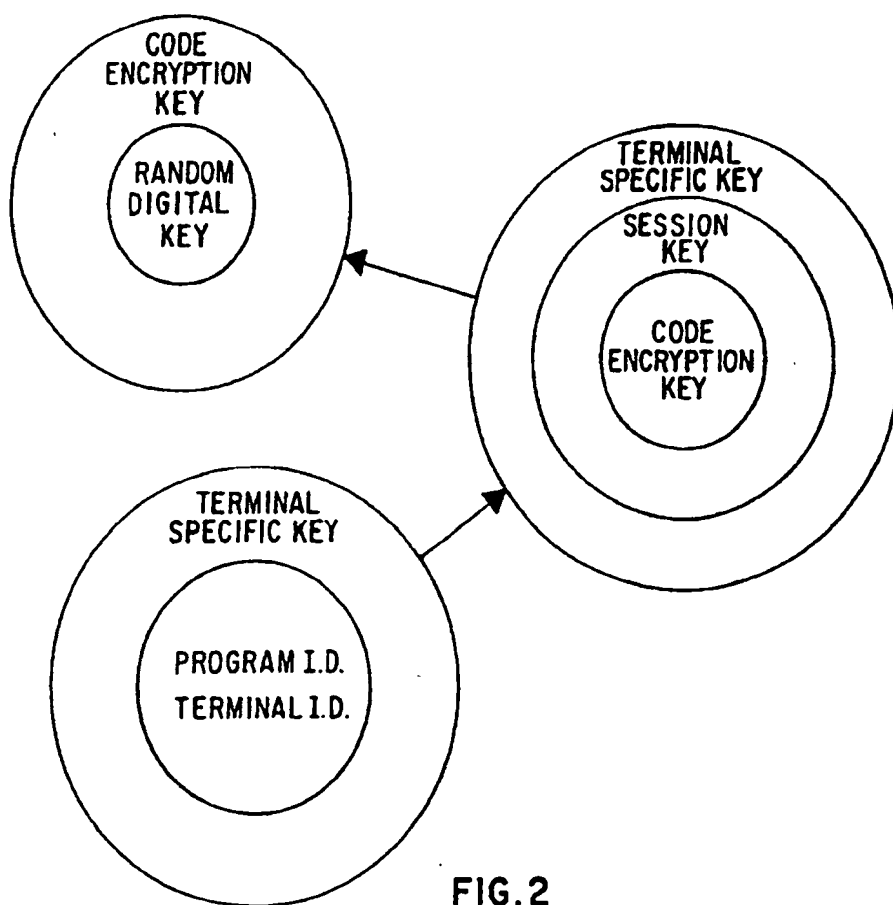 CODE
ENCRYPTION
KEY
RANDOM
DIGITAL
KEY
TERMINAL
SPECIFIC KEY
SESSION
KEY
CODE
ENCRYPTION
KEY
TERMINAL
SPECIFIC KEY
PROGRAM I.D.
TERMINAL I.D.
FIG.2